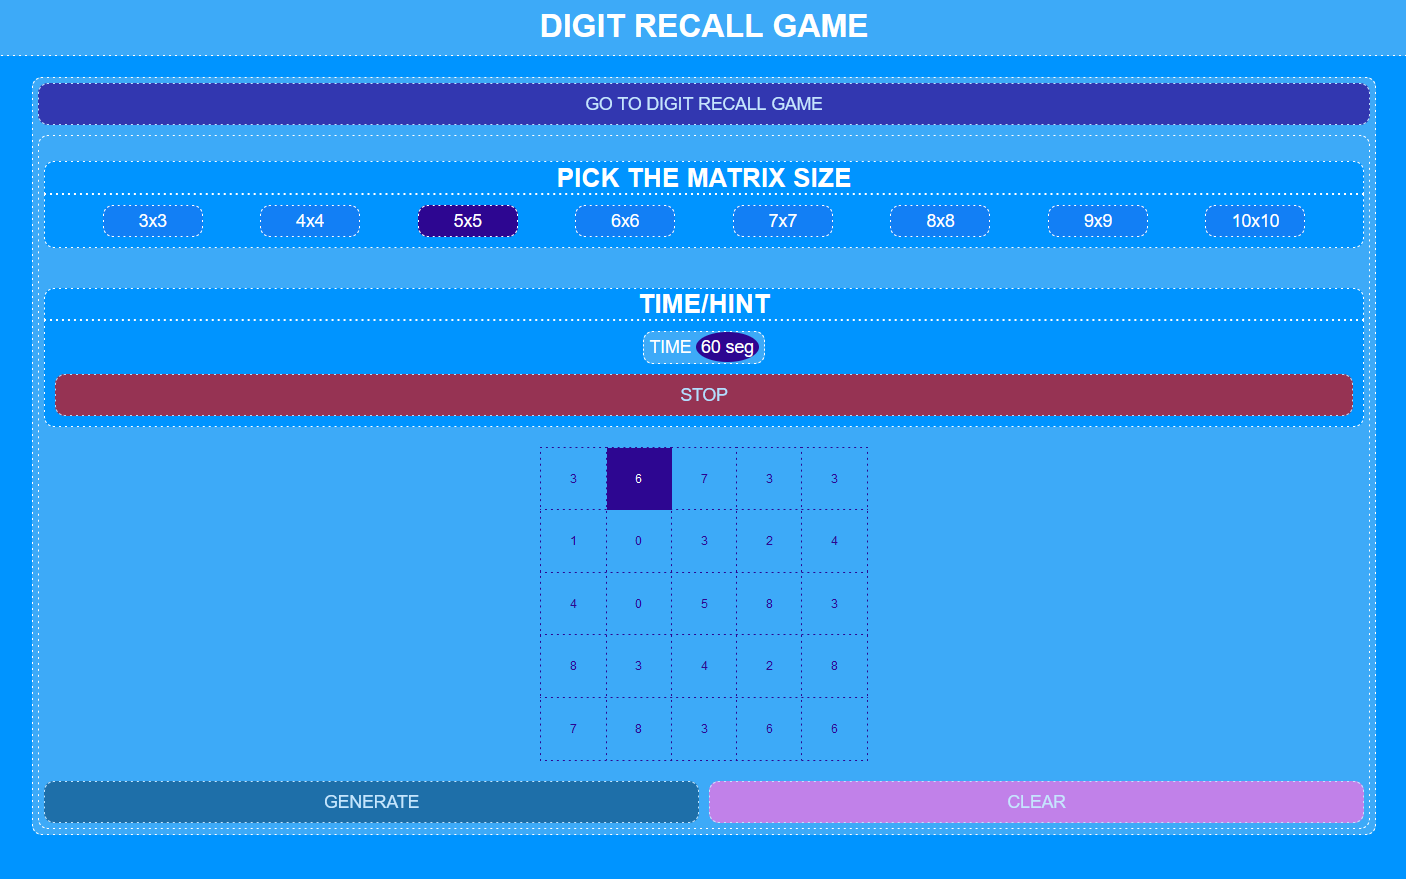 DIGIT RECALL GAME
GO TO DIGIT RECALL GAME
PICK THE MATRIX SIZE
3x3 4x4 5x5 6x6 7x7 8x8 9x9 10x10
TIME/HINT
TIME 60 seg
STOP
3 6 7 3 3
1 0 3 2 4
4 0 5 8 3
8 3 4 2 8
7 8 3 6 6
GENERATE CLEAR